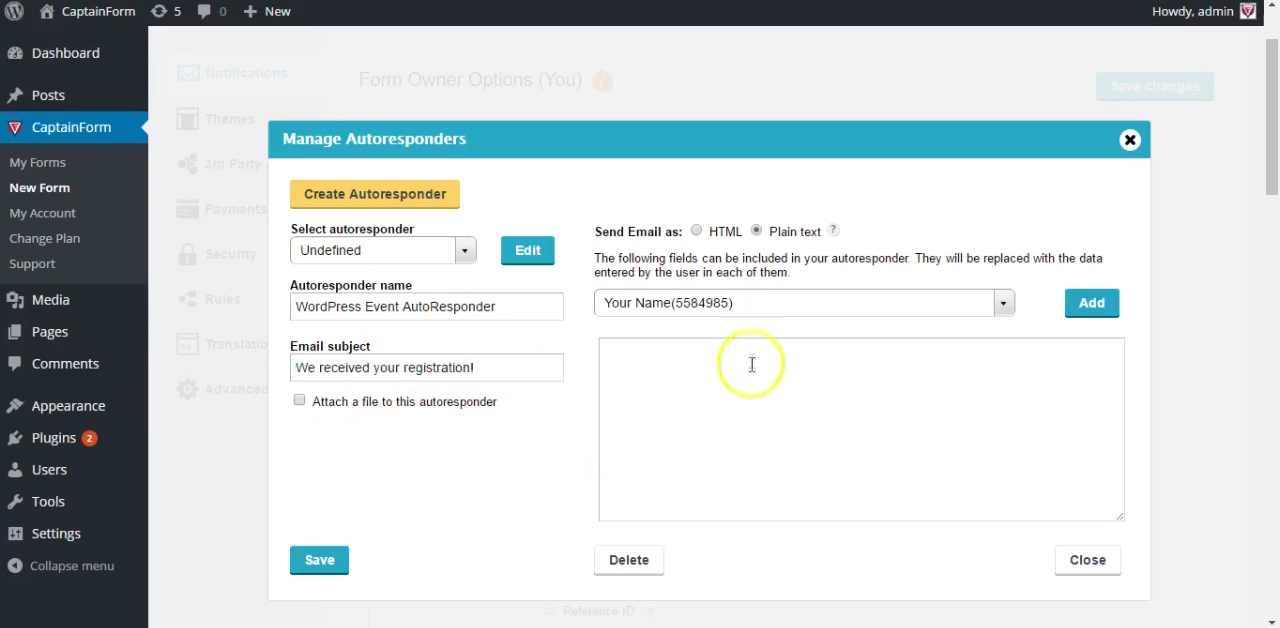 CaptainForm 5 0 New Howdy, admin
Dashboard
Posts
CaptainForm
My Forms
New Form
My Account
Change Plan
Support
Media
Pages
Comments
Appearance
Plugins 2
Users
Tools
Settings
Collapse menu
Notifications
Themes
3rd Party
Payments
Security
Rules
Translatio
Advanced
Form Owner Options (You) i
Save changes
Manage Autoresponders
Create Autoresponder
Select autoresponder
Undefined
Edit
Autoresponder name
WordPress Event AutoResponder
Email subject
We received your registration!
Attach a file to this autoresponder
Send Email as: HTML Plain text ?
The following fields can be included in your autoresponder. They will be replaced with the data
entered by the user in each of them.
Your Name(5584985)
Add
Save
Delete
Close
Reference ID